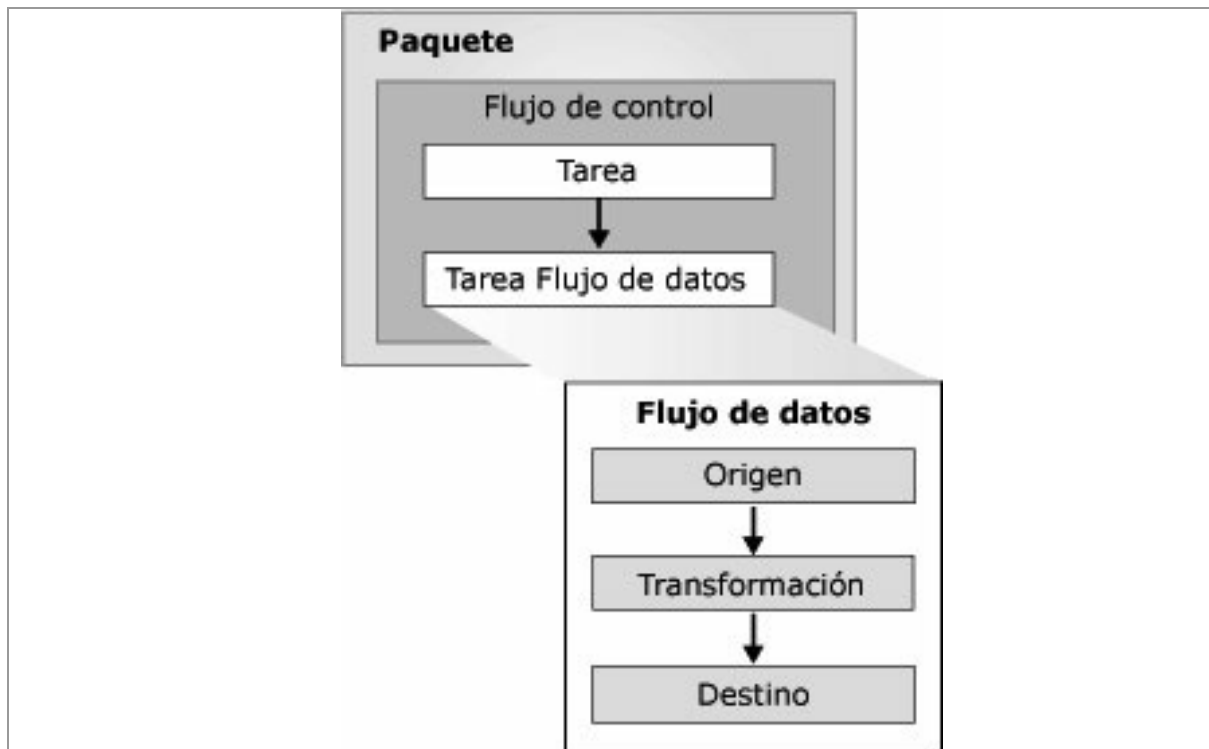 Paquete
Flujo de control
Tarea
Tarea Flujo de datos
Flujo de datos
Origen
Transformación
Destino